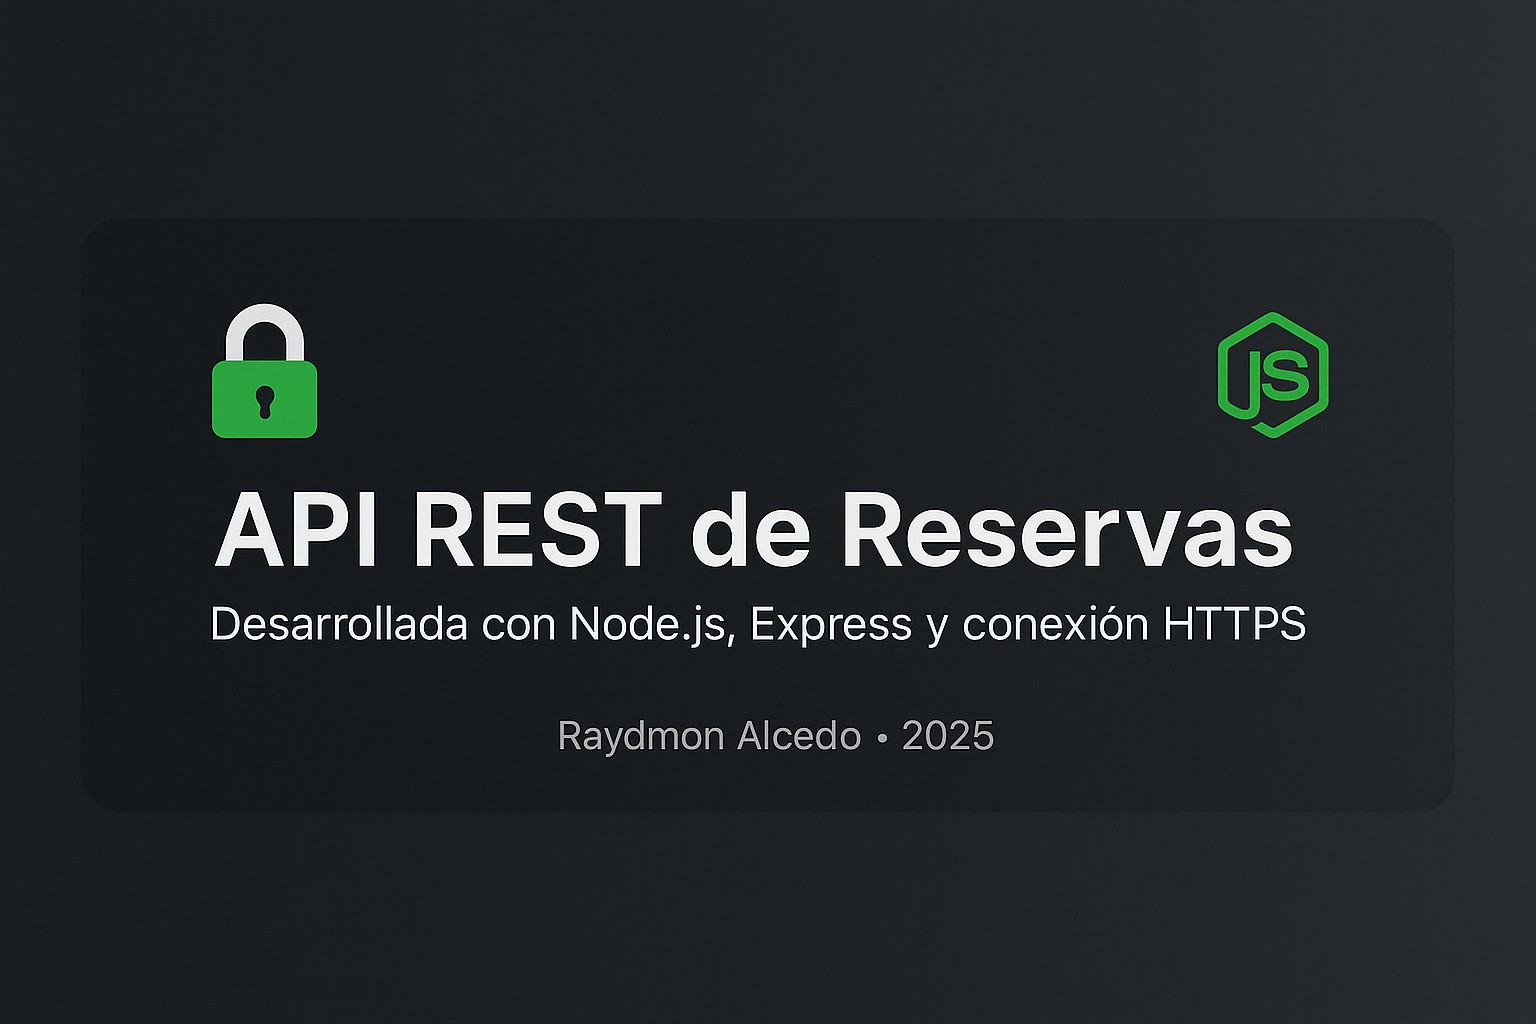 JS
API REST de Reservas
Desarrollada con Node.js, Express y conexión HTTPS
Raydmon Alcedo • 2025